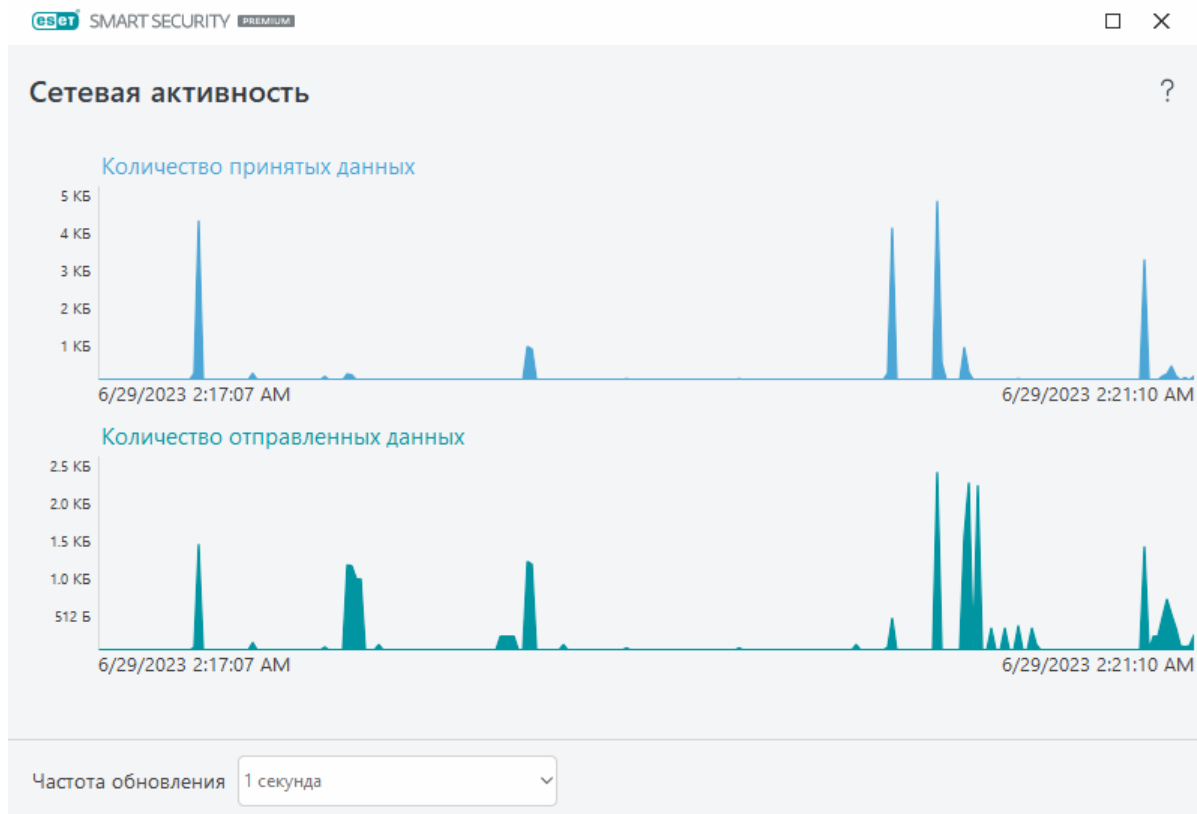 eset SMART SECURITY PREMIUM
Сетевая активность
?
Количество принятых данных
5 КБ
4 КБ
3 КБ
2 КБ
1 КБ
6/29/2023 2:17:07 AM 6/29/2023 2:21:10 AM
Количество отправленных данных
2.5 КБ
2.0 КБ
1.5 КБ
1.0 КБ
512 Б
6/29/2023 2:17:07 AM 6/29/2023 2:21:10 AM
Частота обновления 1 секунда